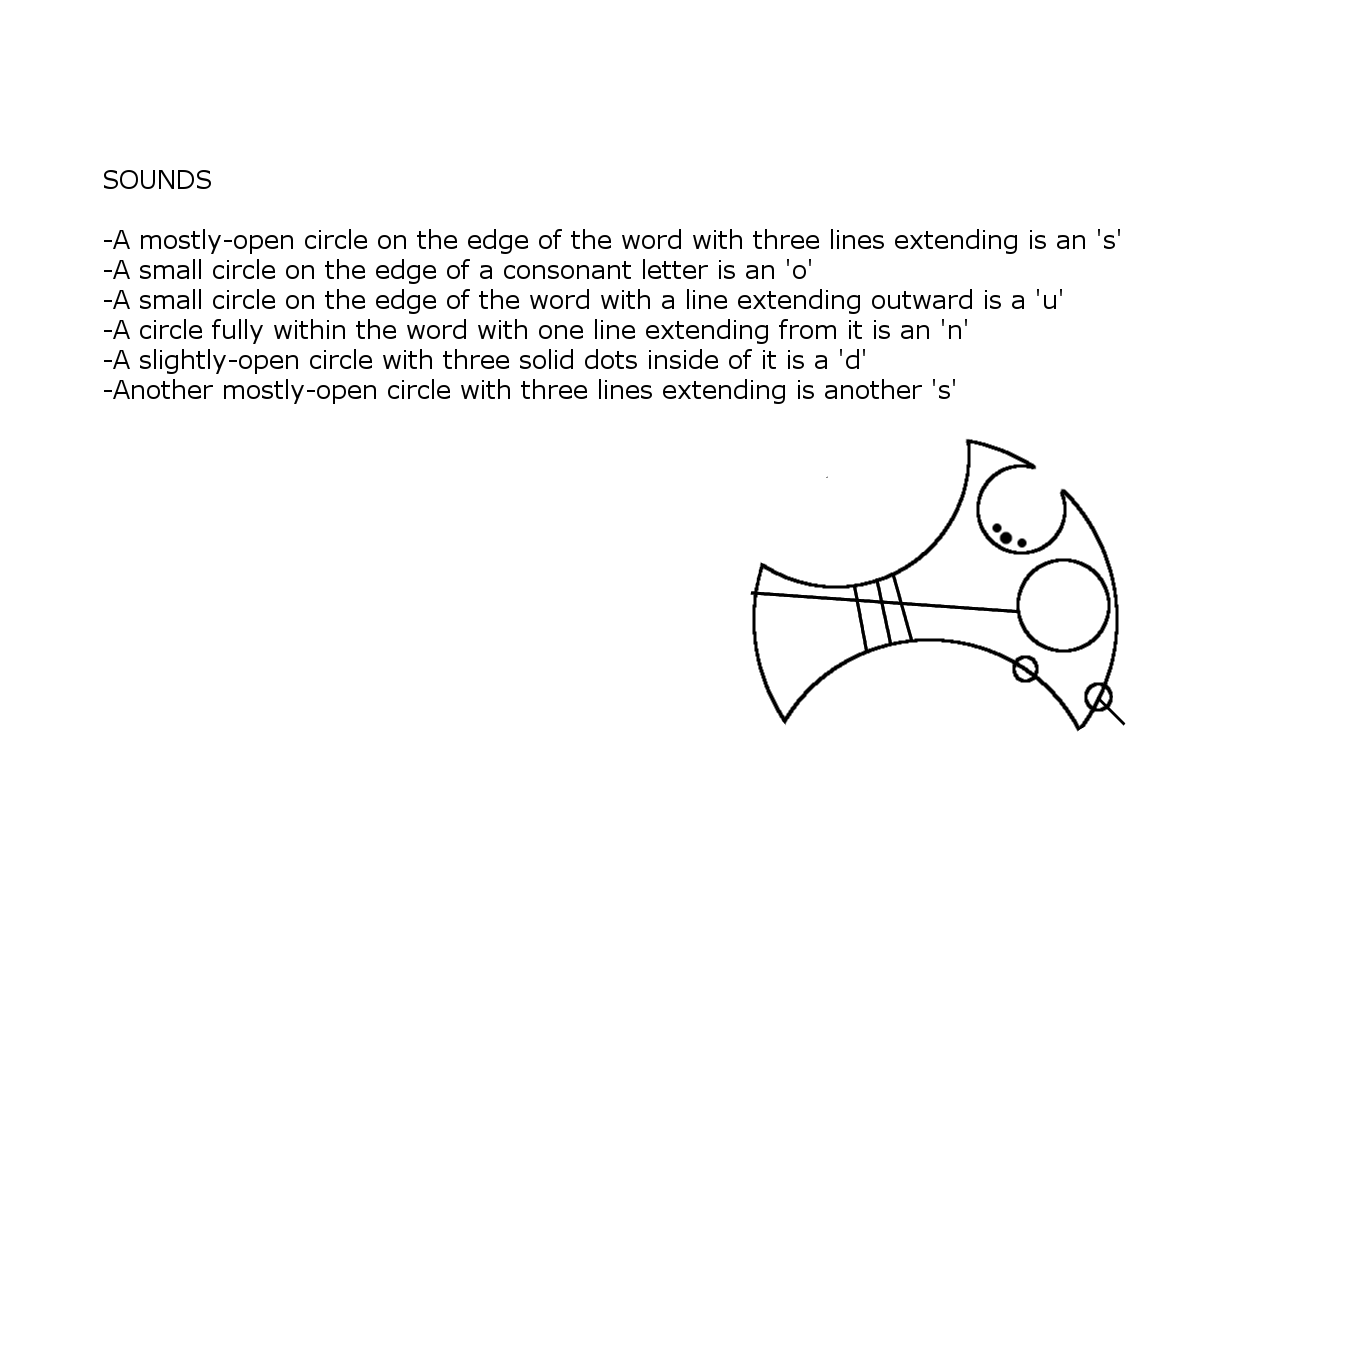 SOUNDS
-A mostly-open circle on the edge of the word with three lines extending is an 's'
-A small circle on the edge of a consonant letter is an 'o'
-A small circle on the edge of the word with a line extending outward is a 'u'
-A circle fully within the word with one line extending from it is an 'n'
-A slightly-open circle with three solid dots inside of it is a 'd'
-Another mostly-open circle with three lines extending is another 's'